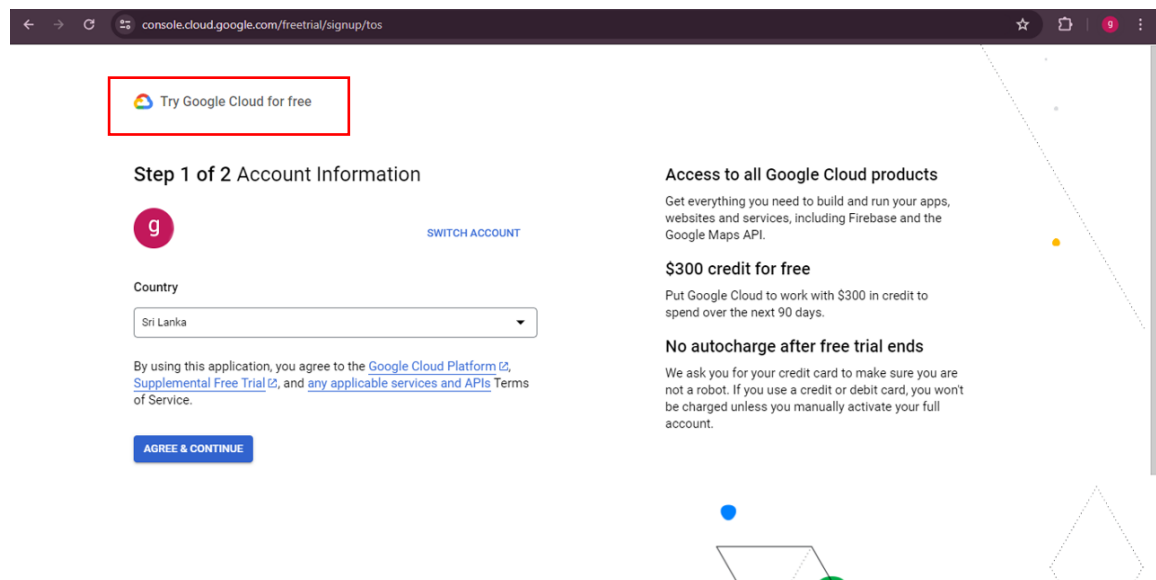 console.cloud.google.com/freetrial/signup/tos
g
Try Google Cloud for free
Step 1 of 2 Account Information
g
SWITCH ACCOUNT
Country
Sri Lanka
By using this application, you agree to the Google Cloud Platform,
Supplemental Free Trial, and any applicable services and APIs Terms
of Service.
AGREE & CONTINUE
Access to all Google Cloud products
Get everything you need to build and run your apps,
websites and services, including Firebase and the
Google Maps API.
$300 credit for free
Put Google Cloud to work with $300 in credit to
spend over the next 90 days.
No autocharge after free trial ends
We ask you for your credit card to make sure you are
not a robot. If you use a credit or debit card, you won't
be charged unless you manually activate your full
account.